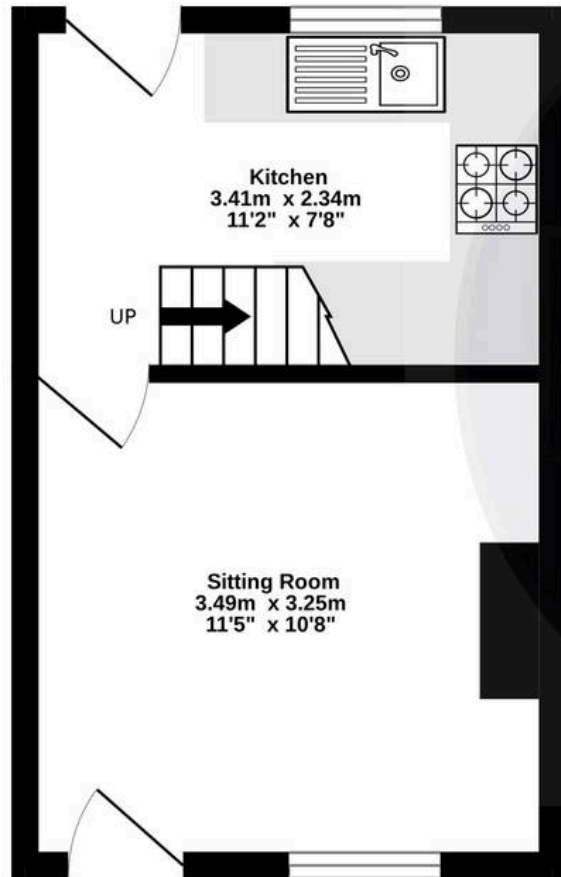 Kitchen
3.41m x 2.34m
11'2" x 7'8"
UP
Sitting Room
3.49m x 3.25m
11'5" x 10'8"